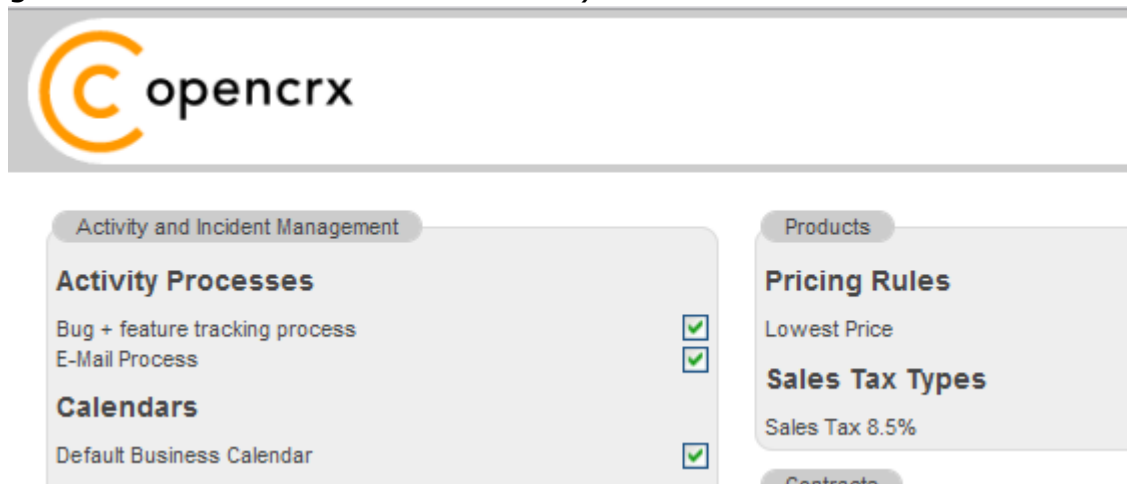 opencrx
Activity and Incident Management
Activity Processes
Bug + feature tracking process
E-Mail Process
Calendars
Default Business Calendar
Products
Pricing Rules
Lowest Price
Sales Tax Types
Sales Tax 8.5%
Contracts